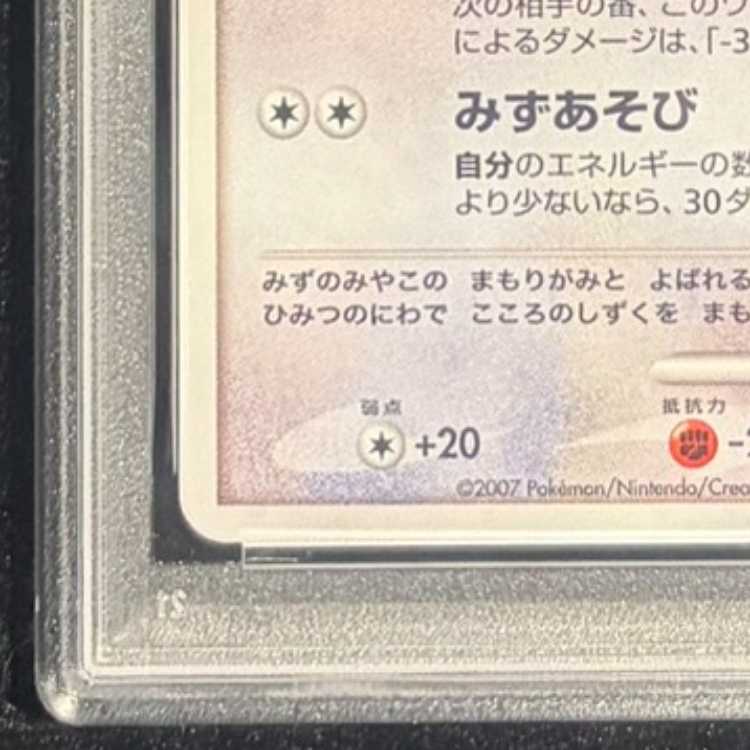 次の相手の番、このワ
によるダメージは、「-3
みずあそび
自分のエネルギーの数
より少ないなら、30ダ
みずのみやこの まもりがみと よばれる
ひみつのにわで こころのしずくを まも
弱点 抵抗力
+20 -2
©2007 Pokémon/Nintendo/Crea